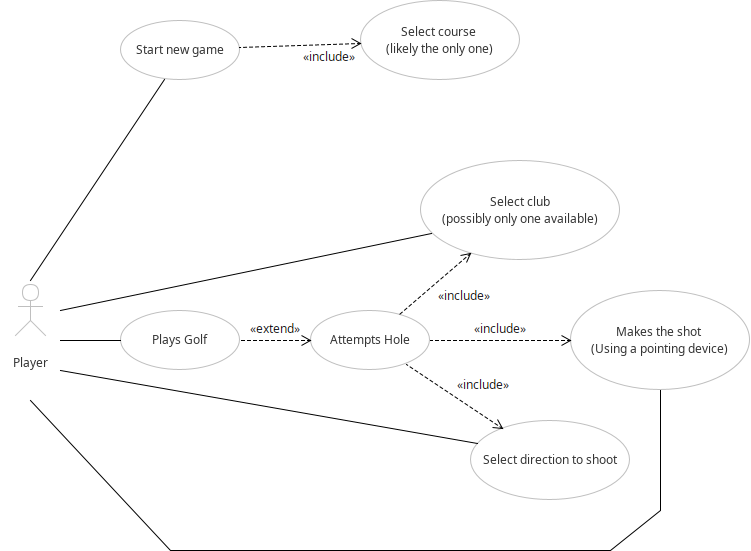 Start new game
«include»
Select course
(likely the only one)
Select club
(possibly only one available)
«include»
Player
Plays Golf
«extend»
Attempts Hole
«include»
Makes the shot
(Using a pointing device)
«include»
Select direction to shoot